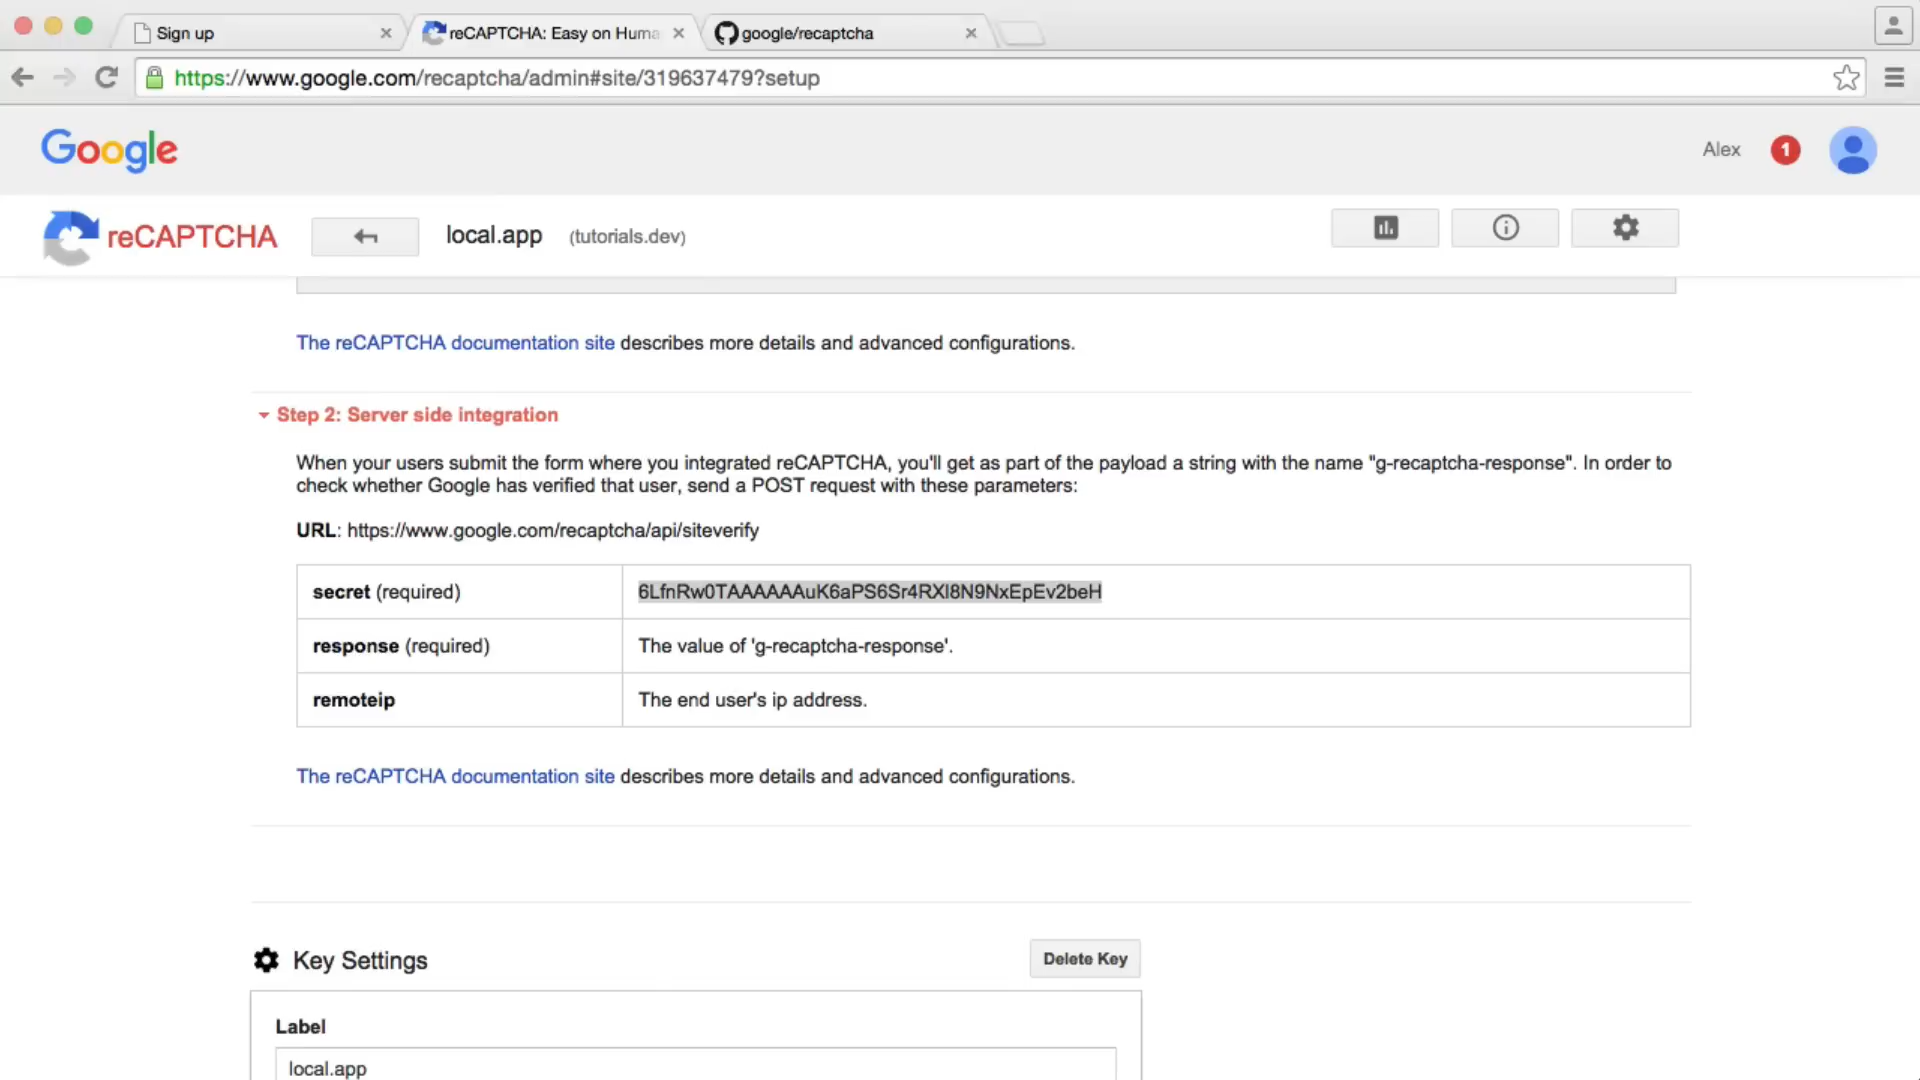 Sign up
reCAPTCHA: Easy on Huma
google/recaptcha
https://www.google.com/recaptcha/admin#site/319637479?setup
Google
Alex
1
reCAPTCHA
local.app
(tutorials.dev)
The reCAPTCHA documentation site describes more details and advanced configurations.
Step 2: Server side integration
When your users submit the form where you integrated reCAPTCHA, you'll get as part of the payload a string with the name "g-recaptcha-response". In order to
check whether Google has verified that user, send a POST request with these parameters:
URL: https://www.google.com/recaptcha/api/siteverify
secret (required)
6LfnRw0TAAAAAAuK6aPS6Sr4RXl8N9NxEpEv2beH
response (required)
The value of 'g-recaptcha-response'.
remoteip
The end user's ip address.
The reCAPTCHA documentation site describes more details and advanced configurations.
Key Settings
Delete Key
Label
local.app